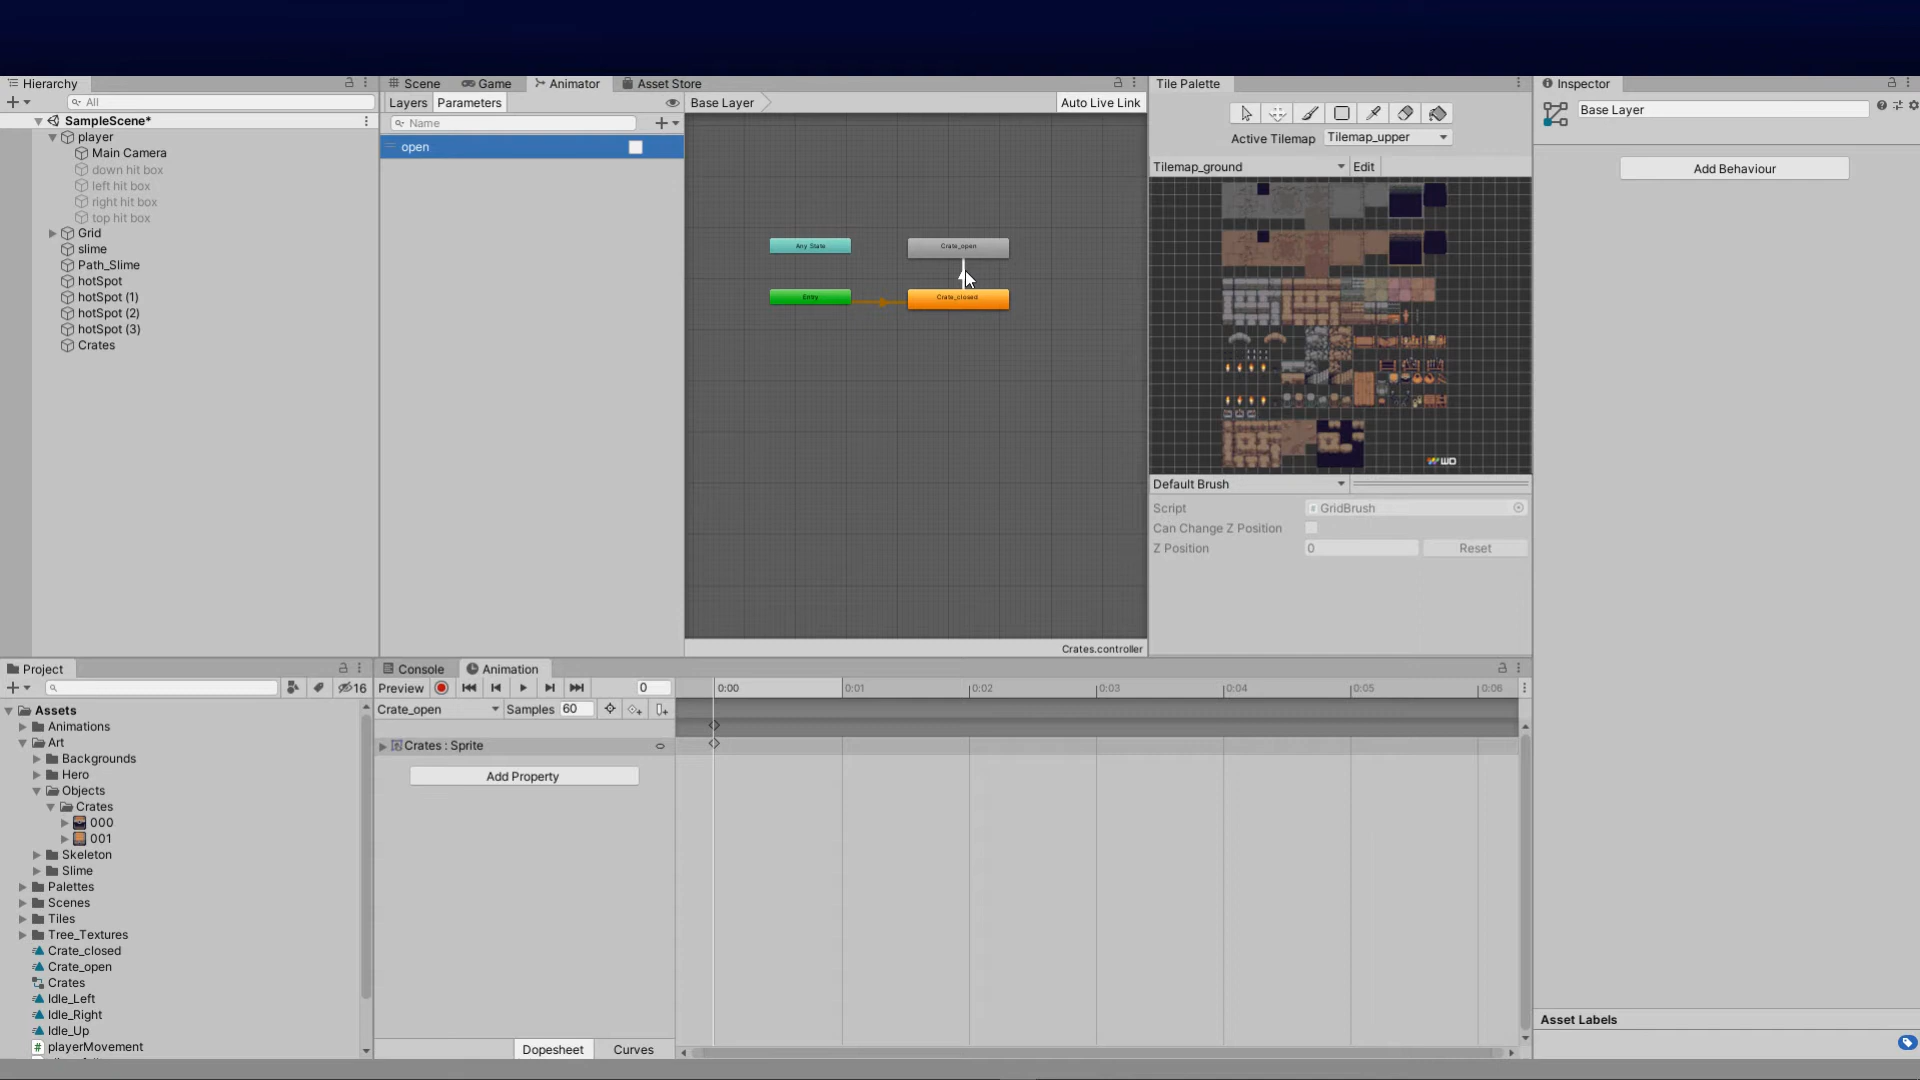 Hierarchy
All
SampleScene*
player
Main Camera
down hit box
left hit box
right hit box
top hit box
Grid
slime
Path_Slime
hotSpot
hotSpot (1)
hotSpot (2)
hotSpot (3)
Crates
Scene
Game
Animator
Asset Store
Layers
Parameters
Base Layer
Auto Live Link
Name
open
Any State
Crate_open
Entry
Crate_closed
Crates.controller
Tile Palette
Active Tilemap
Tilemap_upper
Tilemap_ground
Edit
WD
Default Brush
Script
GridBrush
Can Change Z Position
Z Position
0
Reset
Inspector
Base Layer
Add Behaviour
Asset Labels
Project
16
Assets
Animations
Art
Backgrounds
Hero
Objects
Crates
000
001
Skeleton
Slime
Palettes
Scenes
Tiles
Tree_Textures
Crate_closed
Crate_open
Crates
Idle_Left
Idle_Right
Idle_Up
playerMovement
Console
Animation
Preview
0
0:00
0:01
0:02
0:03
0:04
0:05
0:06
Crate_open
Samples
60
Crates : Sprite
Add Property
Dopesheet
Curves